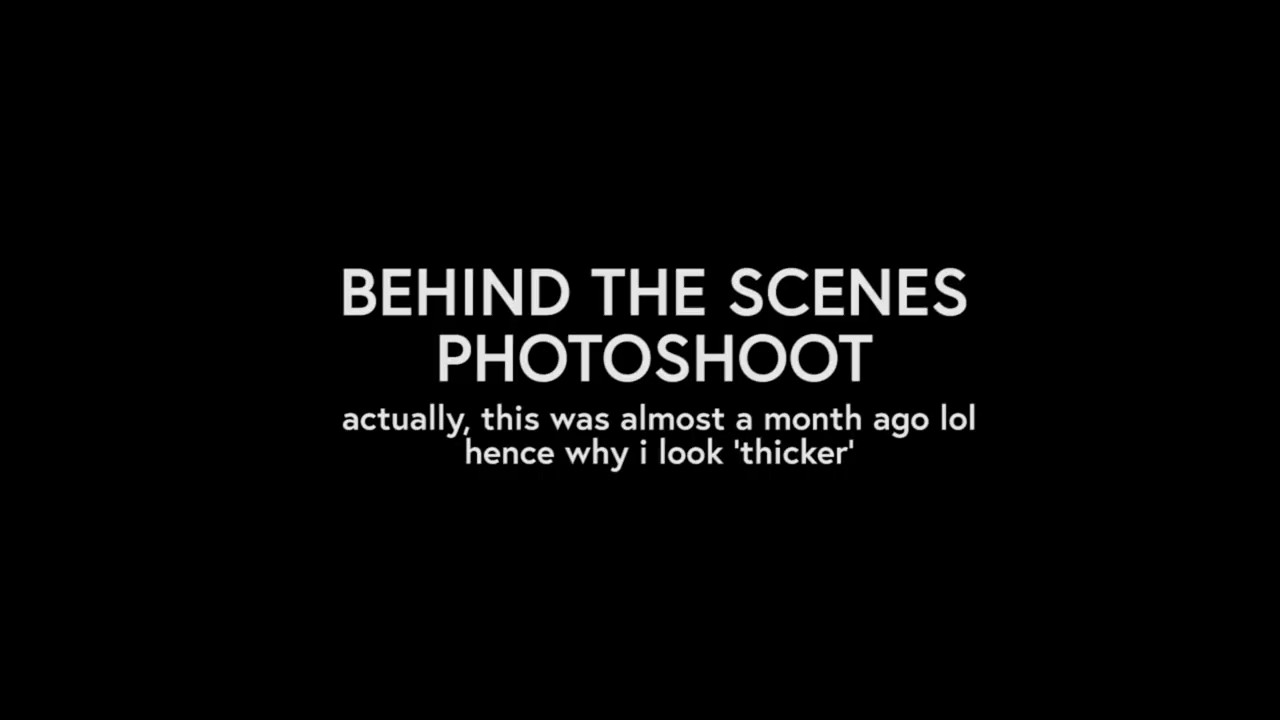 BEHIND THE SCENES
PHOTOSHOOT
actually, this was almost a month ago lol
hence why i look 'thicker'